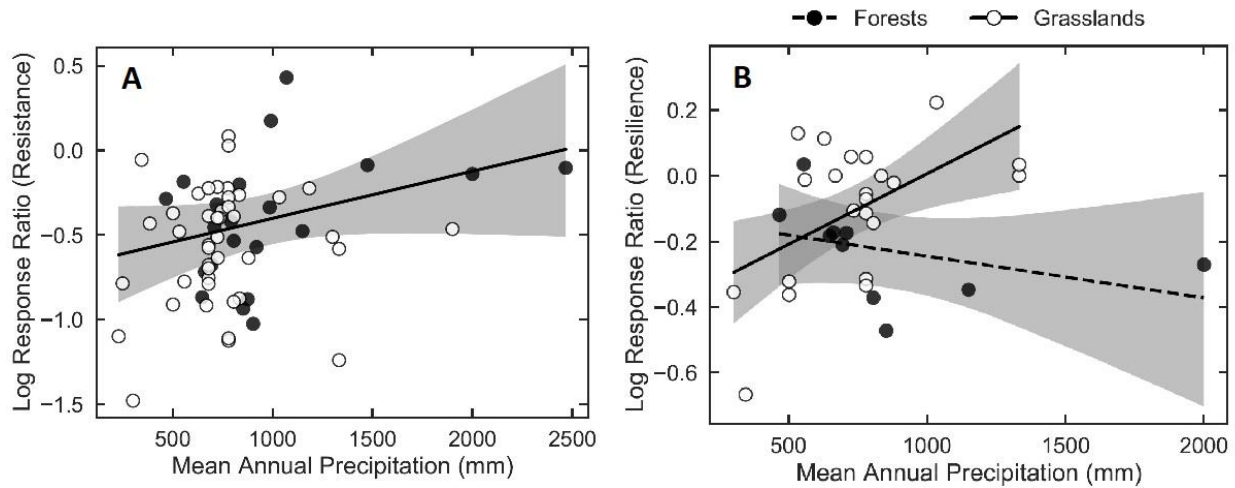 Forests Grasslands
A
B
Log Response Ratio (Resistance)
0.5
0.0
−0.5
−1.0
−1.5
500 1000 1500 2000 2500
Mean Annual Precipitation (mm)
Log Response Ratio (Resilience)
0.2
0.0
−0.2
−0.4
−0.6
500 1000 1500 2000
Mean Annual Precipitation (mm)